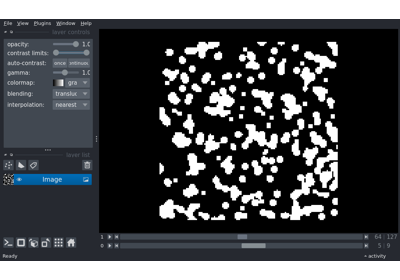 File View Plugins Window Help
layer controls
opacity: 1.0
contrast limits:
auto-contrast: once continuous
gamma: 1.0
colormap: gra
blending: transluc
interpolation: nearest
layer list
Image
1 64 127
0 5 9
Ready activity